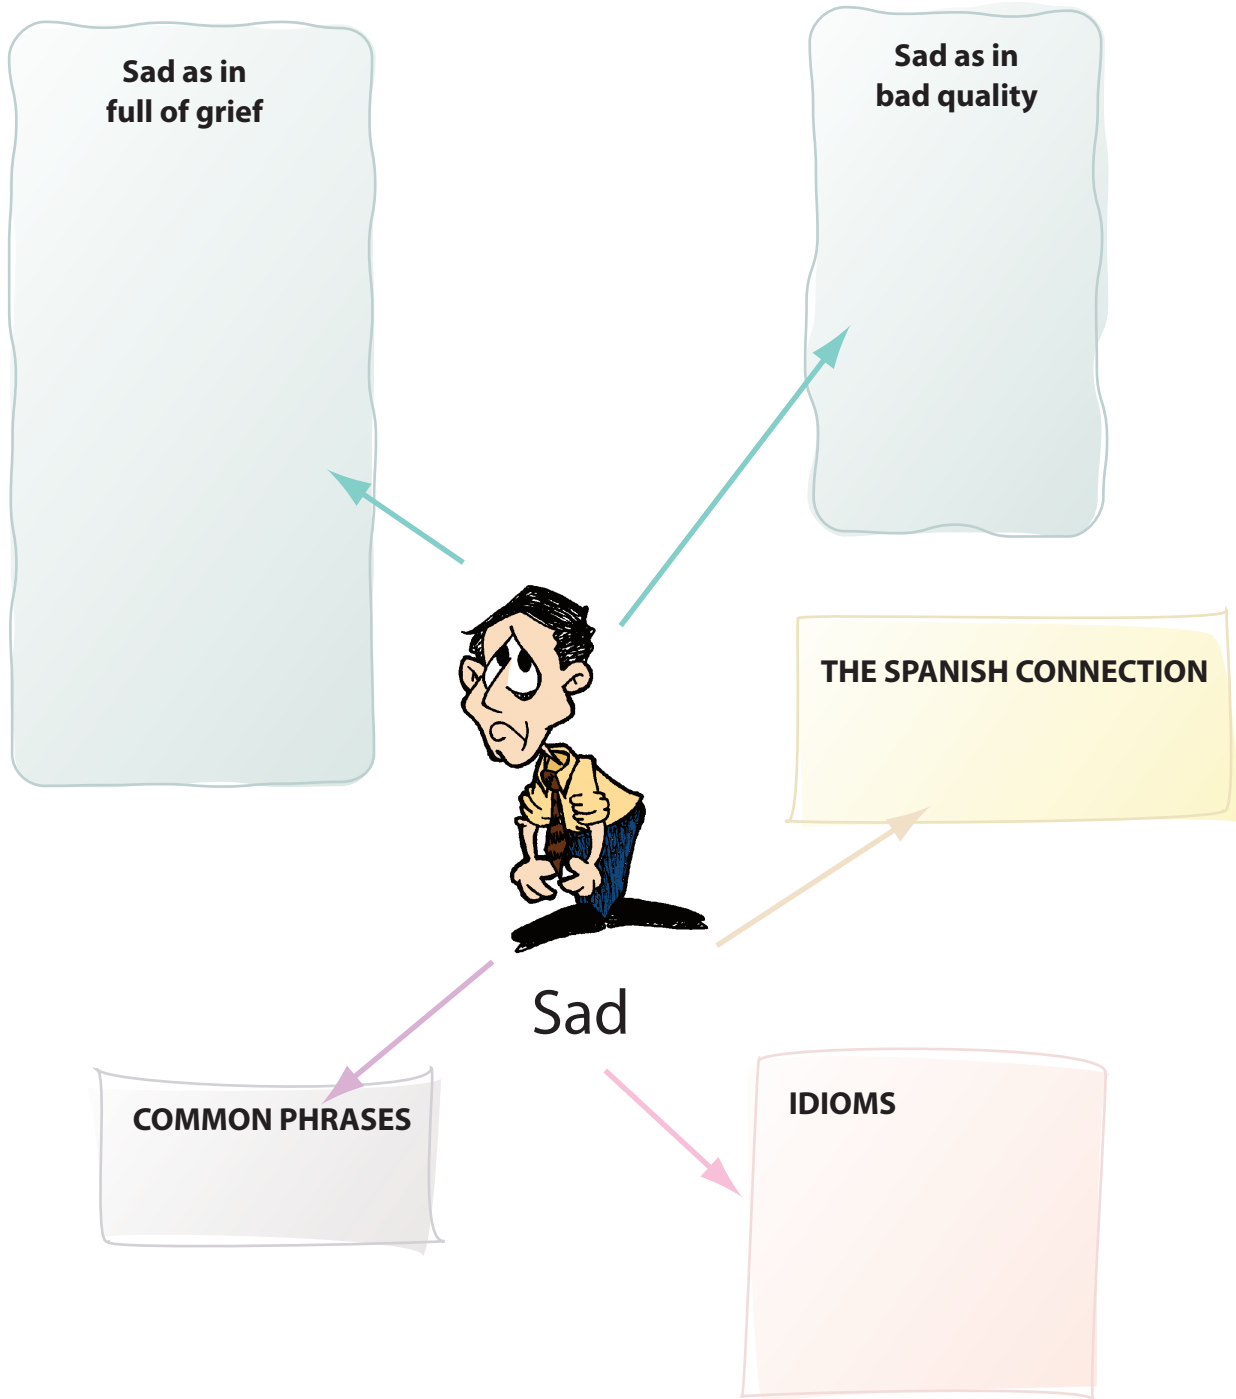 Sad as in
full of grief
Sad as in
bad quality
THE SPANISH CONNECTION
Sad
COMMON PHRASES
IDIOMS